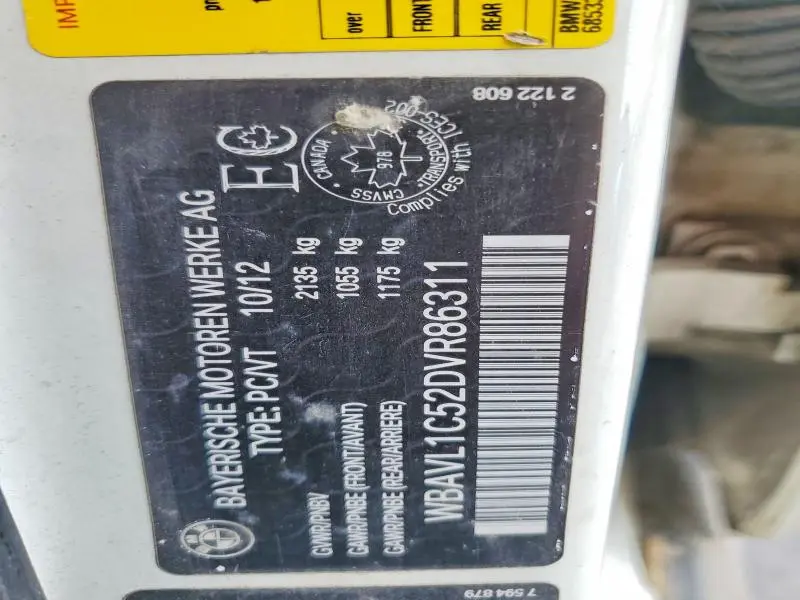 IMP
pr
1
over
FRONT
REAR
BMW
BAYERISCHE MOTOREN WERKE AG
TYPE: PC/VT 10/12
EC
CANADA
978
CMVSS
TRANSPORT
Complies with ICES-002
2 122 608
GVWR/PNBV 2135 kg
GAWR/PNBE (FRONT/AVANT) 1055 kg
GAWR/PNBE (REAR/ARRIERE) 1175 kg
WBAVL1C52DVR86311
7 594 879